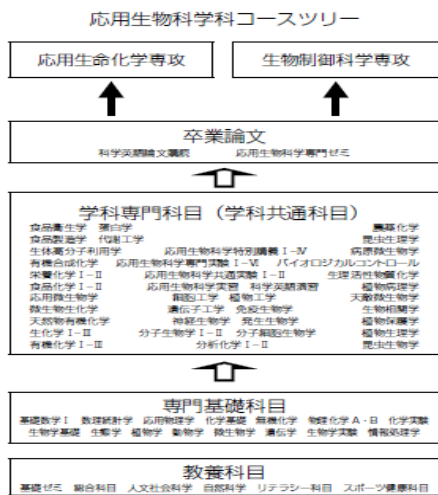 応用生物科学科コースツリー
応用生命化学専攻 生物制御科学専攻
卒業論文
科学英語論文購読 応用生物科学専門ゼミ
学科専門科目（学科共通科目）
食品衛生学 蛋白学 農薬化学
食品製造学 代謝工学 昆虫生理学
生体高分子利用学 応用生物科学特別講義Ⅰ-Ⅳ 病原微生物学
有機合成化学 応用生物科学専門実験Ⅰ-Ⅵ バイオロジカルコントロール
栄養化学Ⅰ-Ⅱ 応用生物科学共通実験Ⅰ-Ⅱ 生理活性物質化学
食品化学Ⅰ-Ⅱ 応用生物科学実習 科学英語演習 植物病理学
応用微生物学 細胞工学 植物工学 天敵微生物学
微生物生化学 遺伝子工学 免疫生物学 生物相関学
天然物有機化学 神経生物学 発生生物学 植物保護学
生化学Ⅰ-Ⅲ 分子生物学Ⅰ-Ⅱ 分子細胞生物学 植物生理学
有機化学Ⅰ-Ⅲ 分析化学Ⅰ-Ⅱ 昆虫生物学
専門基礎科目
基礎数学Ⅰ 数理統計学 応用物理学 化学基礎 無機化学 物理化学A・B 化学実験
生物学基礎 生態学 植物学 動物学 微生物学 遺伝学 生物学実験 情報処理学
教養科目
基礎ゼミ 総合科目 人文社会科学 自然科学 リテラシー科目 スポーツ健康科目